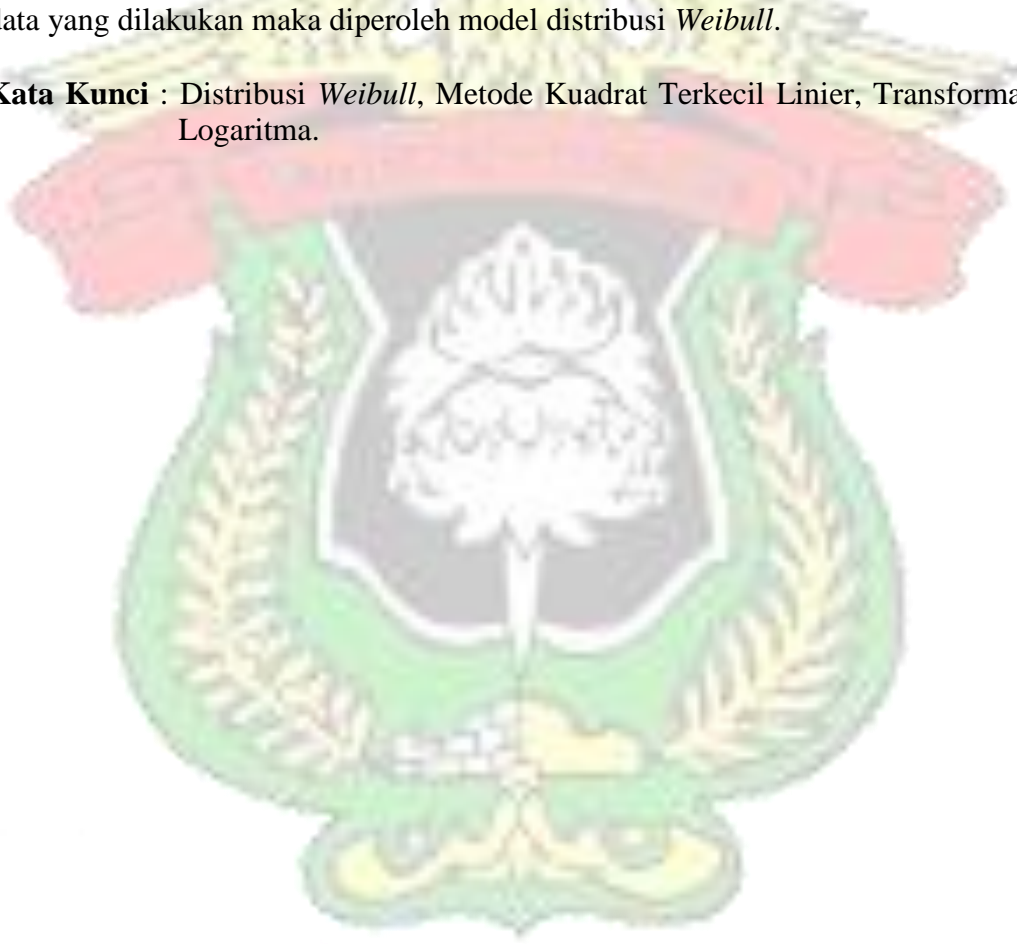 data yang dilakukan maka diperoleh model distribusi Weibull.
Kata Kunci : Distribusi Weibull, Metode Kuadrat Terkecil Linier, Transforma
Logaritma.